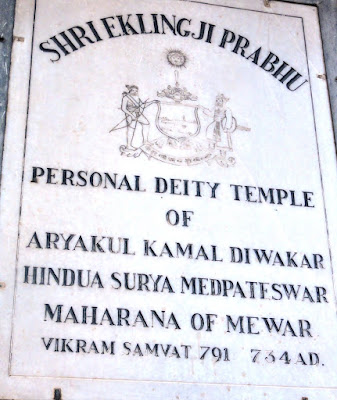 SHRI EKLINGJI PRABHU
PERSONAL DEITY TEMPLE
OF
ARYAKUL KAMAL DIWAKAR
HINDUA SURYA MEDPATESWAR
MAHARANA OF MEWAR
VIKRAM SAMVAT 791 734 AD.